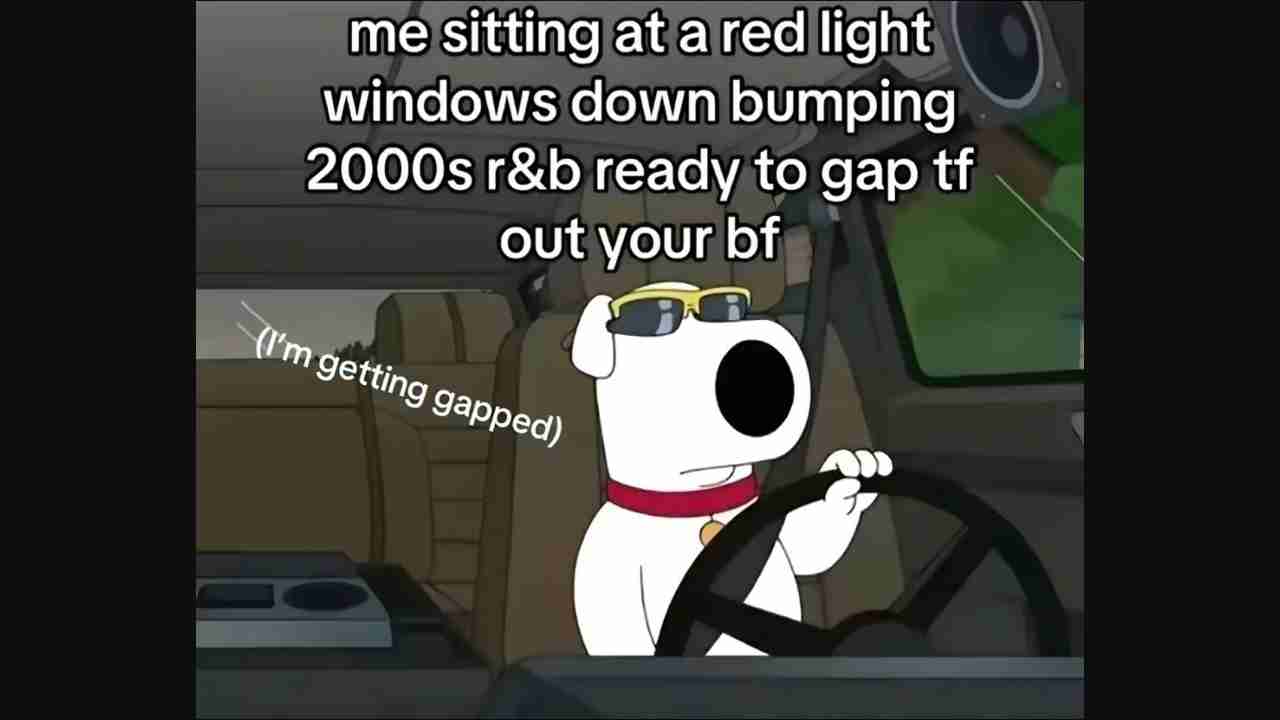 me sitting at a red light
windows down bumping
2000s r&b ready to gap tf
out your bf
(I'm getting gapped)